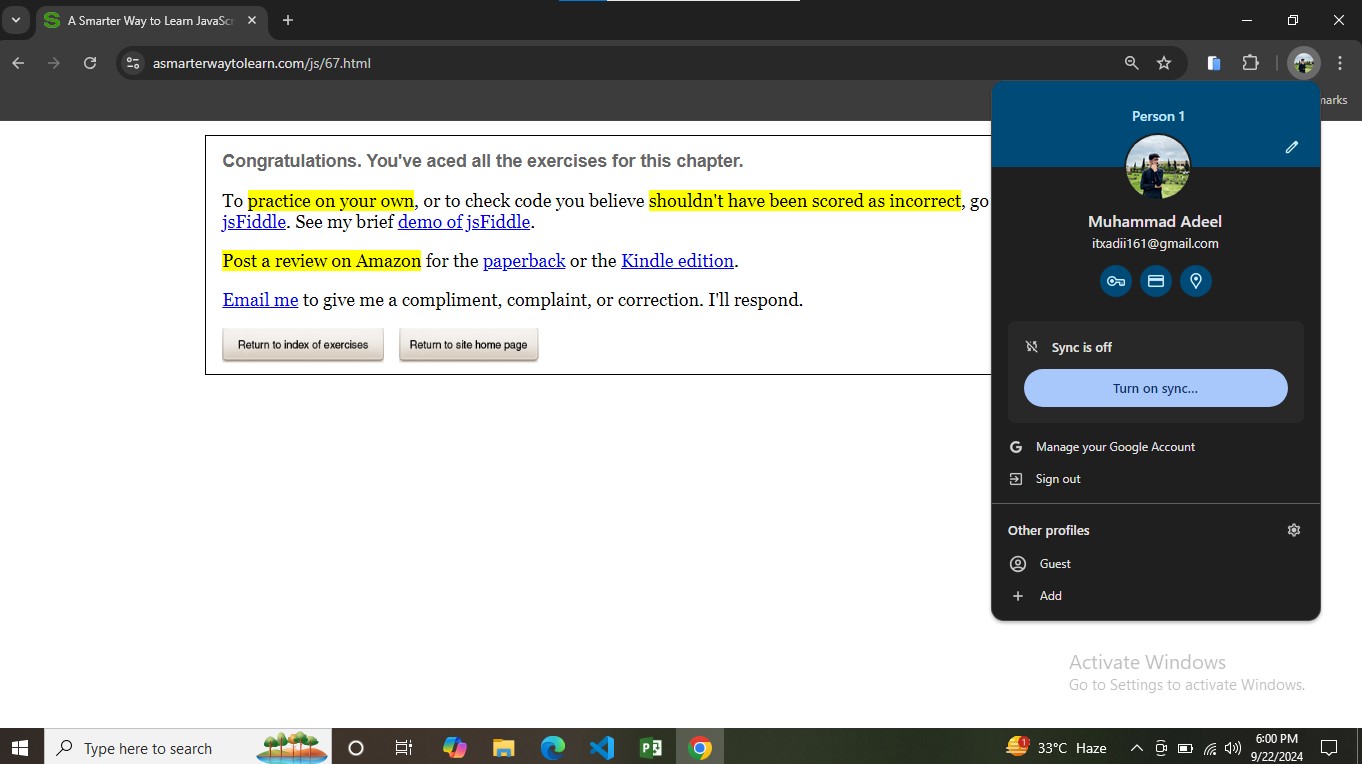 A Smarter Way to Learn JavaScr
asmarterwaytolearn.com/js/67.html
marks
Congratulations. You've aced all the exercises for this chapter.
To practice on your own, or to check code you believe shouldn't have been scored as incorrect, go
jsFiddle. See my brief demo of jsFiddle.
Post a review on Amazon for the paperback or the Kindle edition.
Email me to give me a compliment, complaint, or correction. I'll respond.
Return to index of exercises Return to site home page
Person 1
Muhammad Adeel
itxadii161@gmail.com
Sync is off
Turn on sync...
Manage your Google Account
Sign out
Other profiles
Guest
Add
Activate Windows
Go to Settings to activate Windows.
Type here to search
1
33°C Haze
6:00 PM
9/22/2024